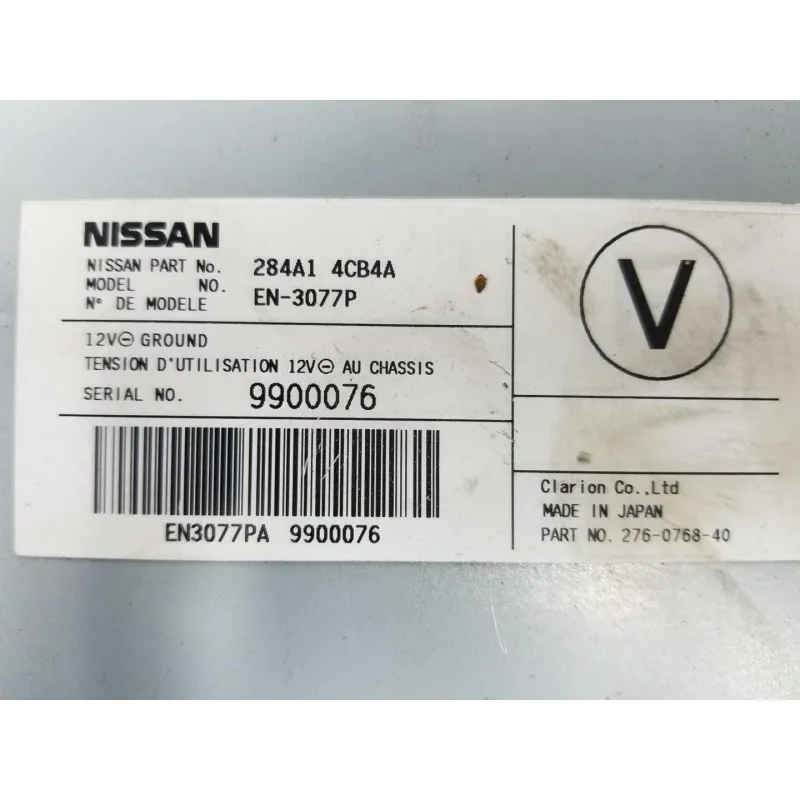 NISSAN
NISSAN PART No. 284A1 4CB4A
MODEL NO.
N° DE MODELE EN-3077P
12V⊖ GROUND
TENSION D'UTILISATION 12V⊖ AU CHASSIS
SERIAL NO. 9900076
EN3077PA 9900076
V
Clarion Co.,Ltd
MADE IN JAPAN
PART NO. 276-0768-40